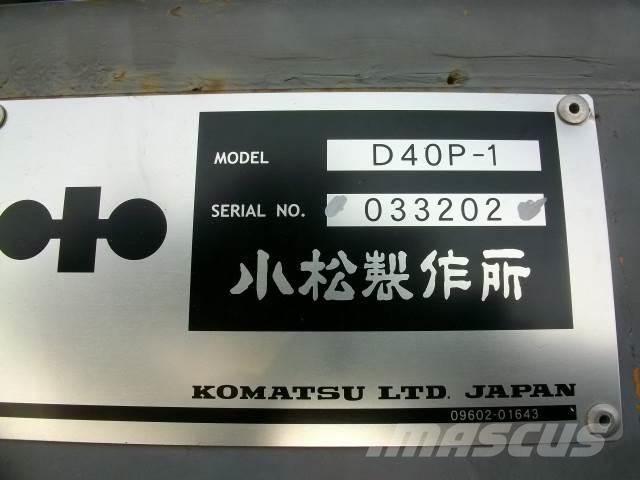 MODEL D40P-1
SERIAL NO. 033202
小松製作所
KOMATSU LTD. JAPAN
09602-01643
MASCUS